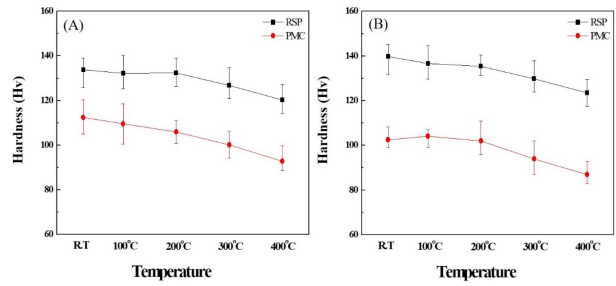 (A)
RSP
PMC
Hardness (Hv)
160
140
120
100
80
60
R.T 100°C 200°C 300°C 400°C
Temperature
(B)
RSP
PMC
Hardness (Hv)
160
140
120
100
80
60
R.T 100°C 200°C 300°C 400°C
Temperature